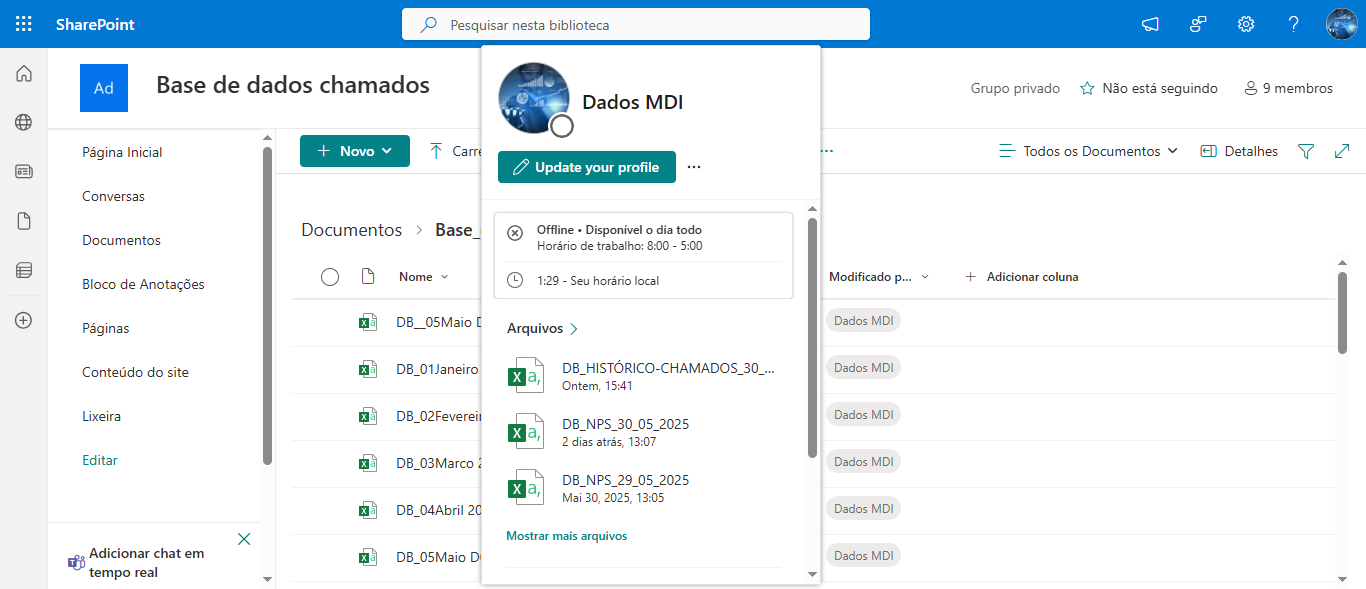 SharePoint
Pesquisar nesta biblioteca
Ad
Base de dados chamados
Grupo privado
Não está seguindo
9 membros
Página Inicial
Conversas
Documentos
Bloco de Anotações
Páginas
Conteúdo do site
Lixeira
Editar
Adicionar chat em
tempo real
Novo
Carre
...
Todos os Documentos
Detalhes
Documentos > Base_
Nome
Modificado p...
Adicionar coluna
DB__05Maio D
Dados MDI
DB_01Janeiro
Dados MDI
DB_02Fevereir
Dados MDI
DB_03Marco 2
Dados MDI
DB_04Abril 20
Dados MDI
DB_05Maio D
Dados MDI
Dados MDI
Update your profile
...
Offline • Disponível o dia todo
Horário de trabalho: 8:00 - 5:00
1:29 - Seu horário local
Arquivos >
DB_HISTÓRICO-CHAMADOS_30_...
Ontem, 15:41
DB_NPS_30_05_2025
2 dias atrás, 13:07
DB_NPS_29_05_2025
Mai 30, 2025, 13:05
Mostrar mais arquivos